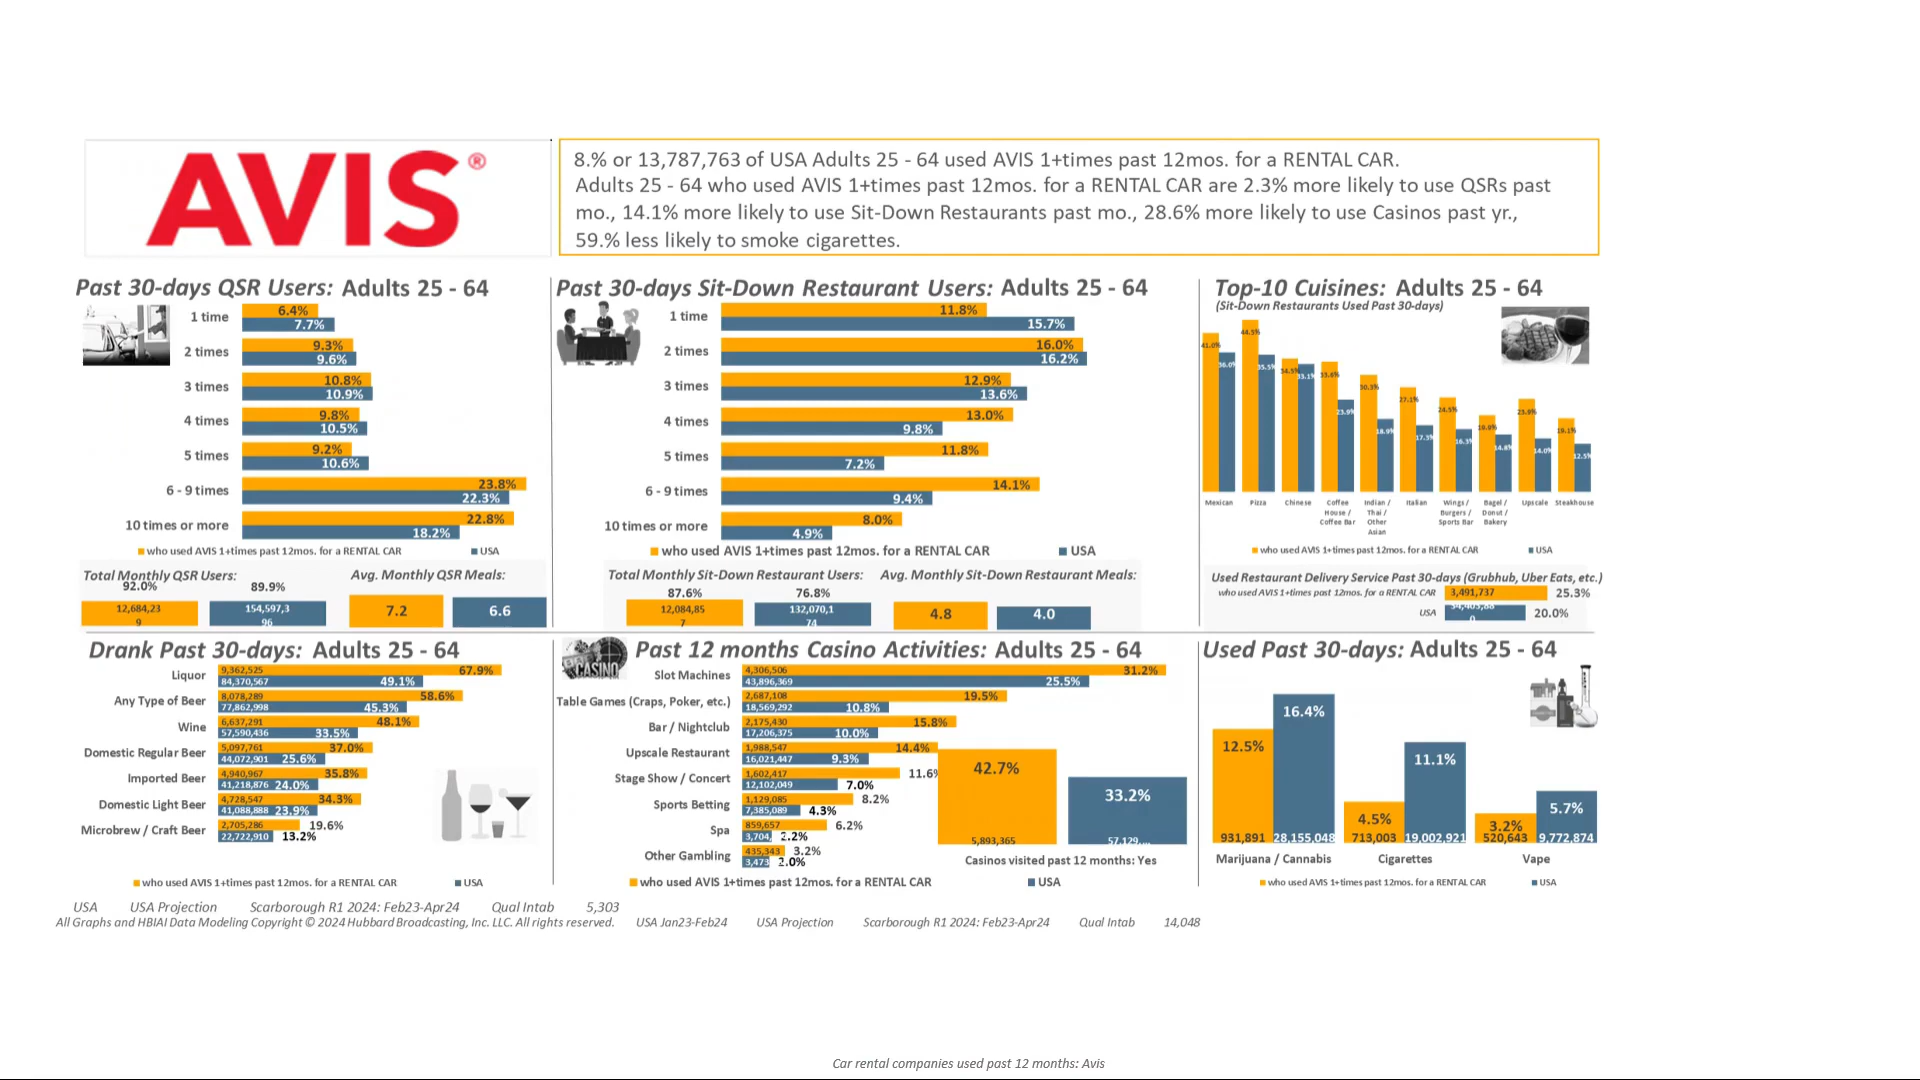 AVIS®
8.% or 13,787,763 of USA Adults 25 - 64 used AVIS 1+times past 12mos. for a RENTAL CAR.
Adults 25 - 64 who used AVIS 1+times past 12mos. for a RENTAL CAR are 2.3% more likely to use QSRs past
mo., 14.1% more likely to use Sit-Down Restaurants past mo., 28.6% more likely to use Casinos past yr.,
59.% less likely to smoke cigarettes.
Past 30-days QSR Users: Adults 25 - 64
1 time 6.4% 7.7%
2 times 9.3% 9.6%
3 times 10.8% 10.9%
4 times 9.8% 10.5%
5 times 9.2% 10.6%
6 - 9 times 23.8% 22.3%
10 times or more 22.8% 18.2%
who used AVIS 1+times past 12mos. for a RENTAL CAR USA
Total Monthly QSR Users: Avg. Monthly QSR Meals:
92.0% 89.9%
12,684,23
9
154,597,3
96
7.2 6.6
Past 30-days Sit-Down Restaurant Users: Adults 25 - 64
1 time 11.8% 15.7%
2 times 16.0% 16.2%
3 times 12.9% 13.6%
4 times 13.0% 9.8%
5 times 11.8% 7.2%
6 - 9 times 14.1% 9.4%
10 times or more 8.0% 4.9%
who used AVIS 1+times past 12mos. for a RENTAL CAR USA
Total Monthly Sit-Down Restaurant Users: Avg. Monthly Sit-Down Restaurant Meals:
87.6% 76.8%
12,084,85
7
132,070,1
74
4.8 4.0
Top-10 Cuisines: Adults 25 - 64
(Sit-Down Restaurants Used Past 30-days)
41.0% 36.0% 44.5% 35.5% 34.5% 33.1% 33.6% 23.9% 30.3% 18.9% 27.1% 17.3% 24.5% 16.3% 14.8% 23.9% 14.0% 19.1% 12.5%
Mexican Pizza Chinese Coffee House / Coffee Bar Indian / Thai / Other Asian Italian Wings / Burgers / Sports Bar Bagel / Donut / Bakery Upscale Steakhouse
who used AVIS 1+times past 12mos. for a RENTAL CAR USA
Used Restaurant Delivery Service Past 30-days (Grubhub, Uber Eats, etc.)
who used AVIS 1+times past 12mos. for a RENTAL CAR 3,491,737 25.3%
USA 20.0%
Drank Past 30-days: Adults 25 - 64
Liquor 9,362,525 67.9% 84,370,567 49.1%
Any Type of Beer 8,078,289 58.6% 77,862,998 45.3%
Wine 6,637,291 48.1% 57,590,436 33.5%
Domestic Regular Beer 5,097,761 37.0% 44,072,901 25.6%
Imported Beer 4,940,967 35.8% 41,218,876 24.0%
Domestic Light Beer 4,728,547 34.3% 41,088,888 23.9%
Microbrew / Craft Beer 2,705,286 19.6% 22,722,910 13.2%
who used AVIS 1+times past 12mos. for a RENTAL CAR USA
CASINO
Past 12 months Casino Activities: Adults 25 - 64
Slot Machines 4,306,506 31.2% 43,896,369 25.5%
Table Games (Craps, Poker, etc.) 2,687,108 19.5% 18,569,292 10.8%
Bar / Nightclub 2,175,430 15.8% 17,206,375 10.0%
Upscale Restaurant 1,988,547 14.4% 16,021,447 9.3%
Stage Show / Concert 1,602,417 11.6% 12,102,049 7.0%
Sports Betting 1,129,085 8.2% 7,385,089 4.3%
Spa 859,657 6.2% 3,704, 2.2%
Other Gambling 435,343 3.2% 3,473 2.0%
42.7% 33.2%
5,893,365 57,129,...
Casinos visited past 12 months: Yes
who used AVIS 1+times past 12mos. for a RENTAL CAR USA
Used Past 30-days: Adults 25 - 64
12.5% 16.4% 4.5% 11.1% 3.2% 5.7%
931,891 28,155,048 713,003 19,002,921 520,643 9,772,874
Marijuana / Cannabis Cigarettes Vape
who used AVIS 1+times past 12mos. for a RENTAL CAR USA
USA USA Projection Scarborough R1 2024: Feb23-Apr24 Qual Intab 5,303
All Graphs and HBIAI Data Modeling Copyright © 2024 Hubbard Broadcasting, Inc. LLC. All rights reserved. USA Jan23-Feb24 USA Projection Scarborough R1 2024: Feb23-Apr24 Qual Intab 14,048
Car rental companies used past 12 months: Avis